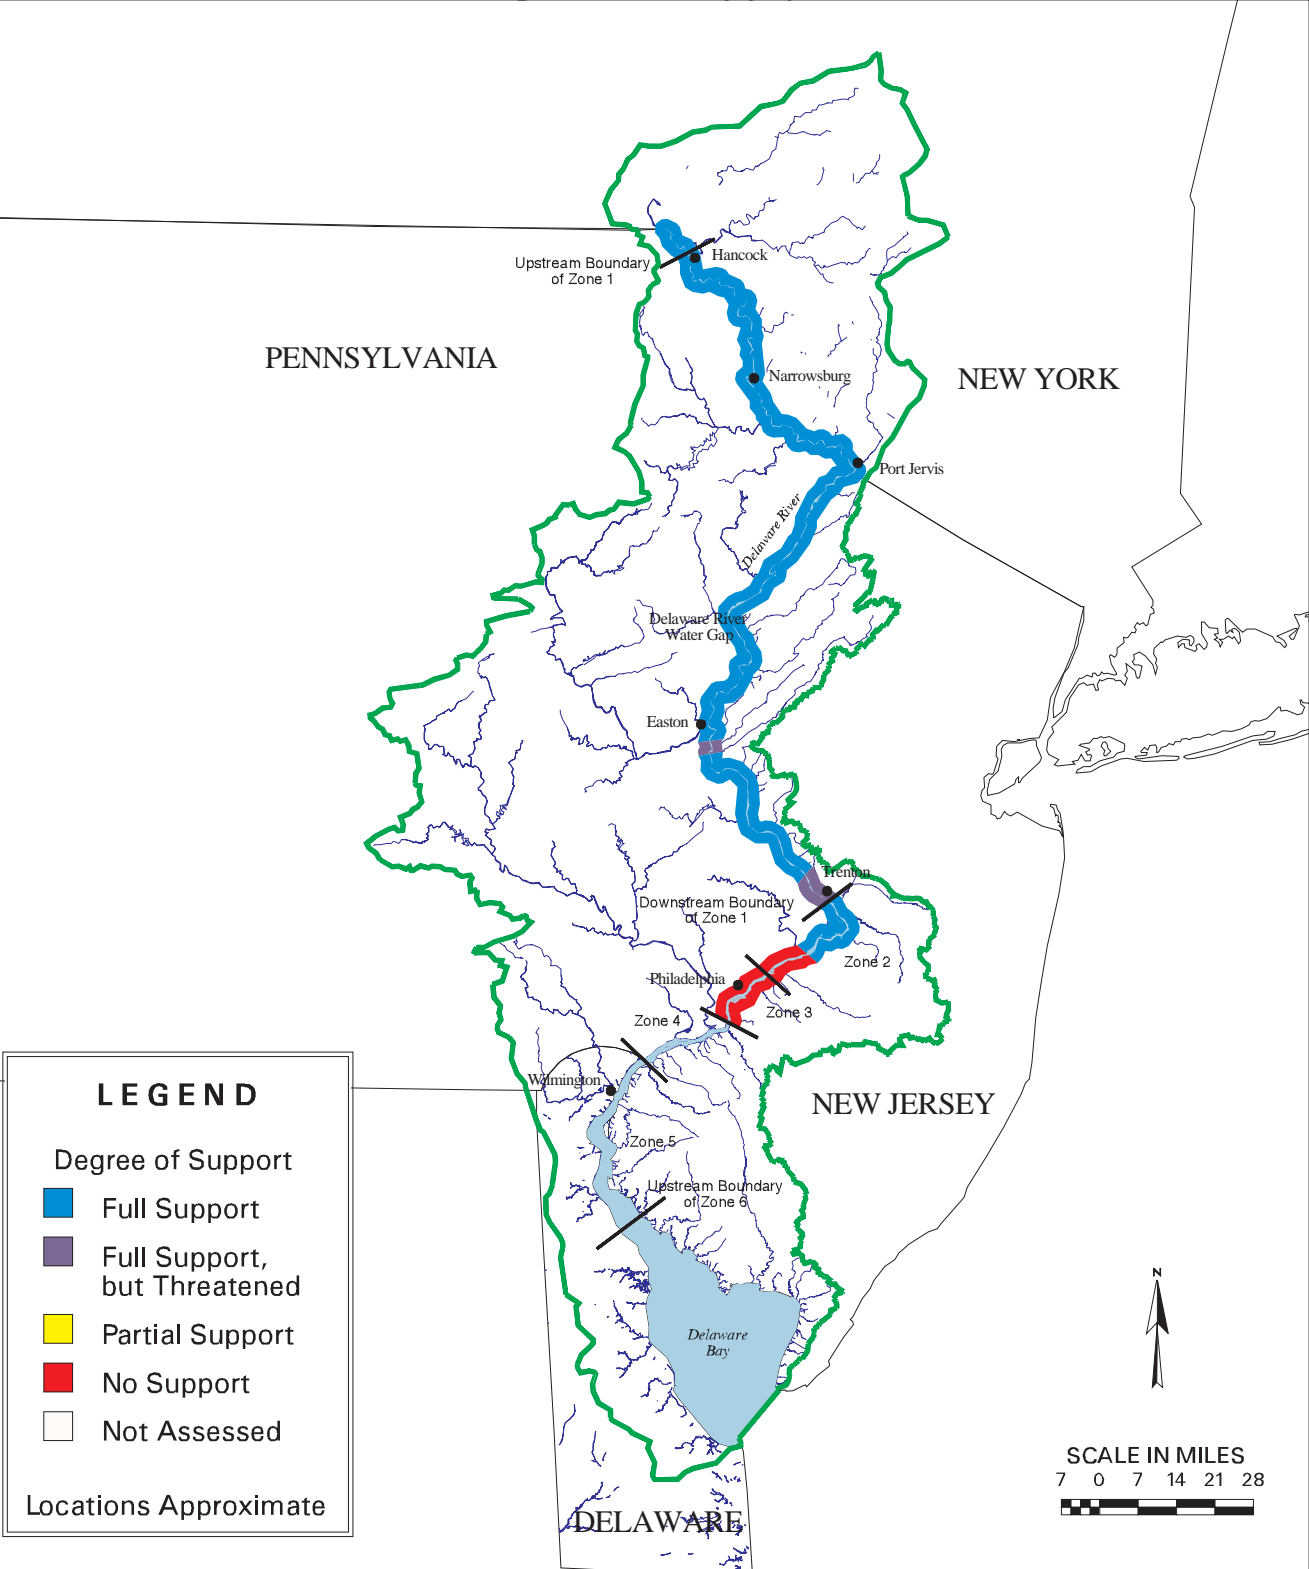 Hancock
Upstream Boundary
of Zone 1
PENNSYLVANIA
NEW YORK
Narrowsburg
Port Jervis
Delaware River
Delaware River
Water Gap
Easton
Trenton
Downstream Boundary
of Zone 1
Zone 2
Philadelphia
Zone 3
Zone 4
Wilmington
NEW JERSEY
Zone 5
Upstream Boundary
of Zone 6
Delaware
Bay
DELAWARE
LEGEND
Degree of Support
Full Support
Full Support,
but Threatened
Partial Support
No Support
Not Assessed
Locations Approximate
N
SCALE IN MILES
7 0 7 14 21 28